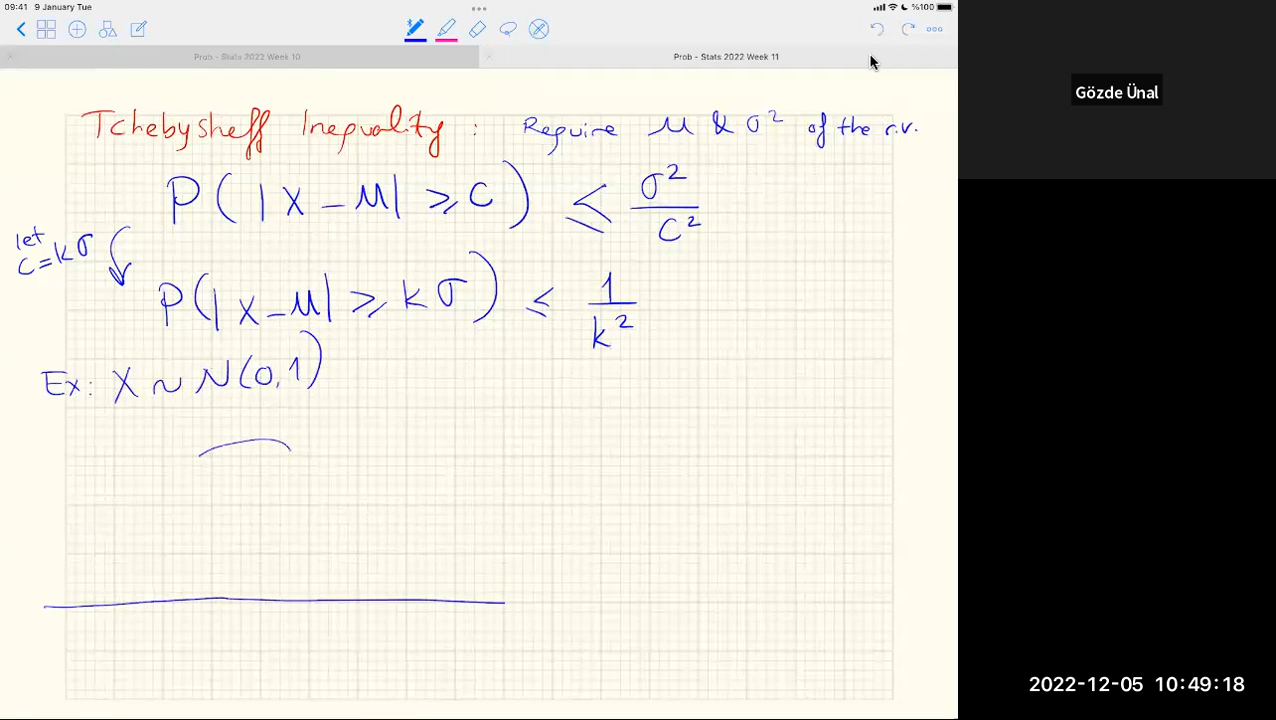 09:41 9 January Tue
%100
Prob - Stats 2022 Week 10
Prob - Stats 2022 Week 11
Gözde Ünal
Tchebysheff Inequality : Require μ & σ² of the r.v.
P(|X - μ| ≥ c) ≤ σ²/c²
let
c = kσ
P(|X - μ| ≥ kσ) ≤ 1/k²
Ex: X ~ N(0,1)
2022-12-05 10:49:18